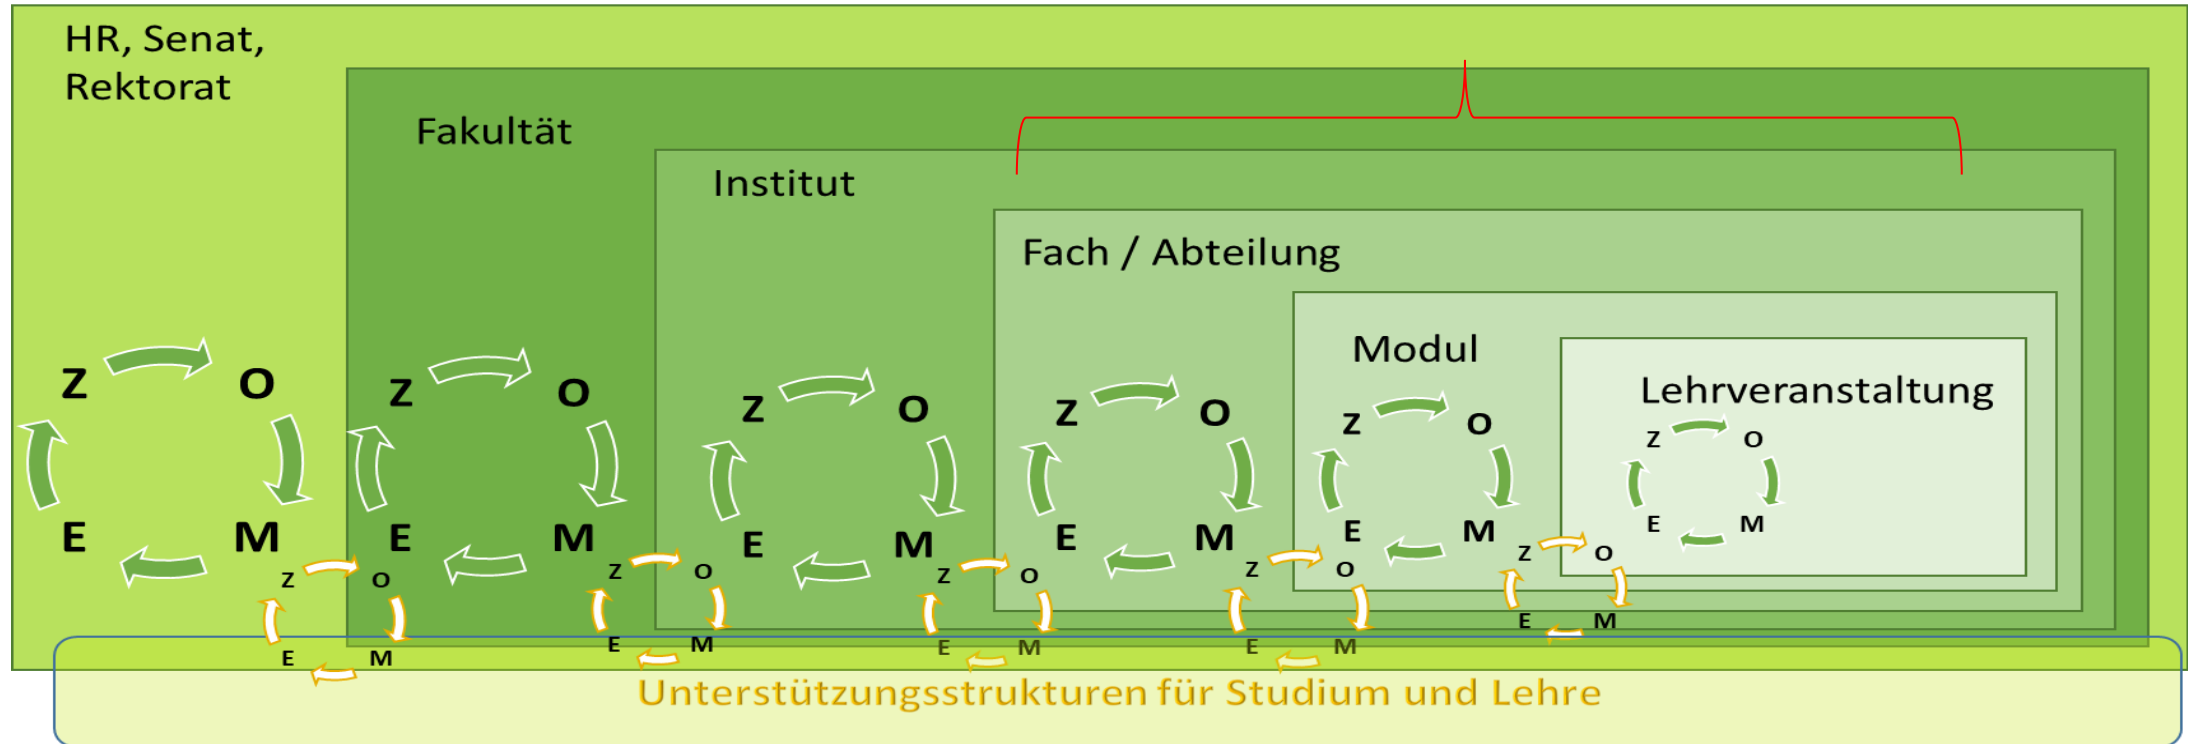 HR, Senat,
Rektorat
Fakultät
Institut
Fach / Abteilung
Modul
Lehrveranstaltung
Z O
E M
Z O
E M
Z O
E M
Z O
E M
Z O
E M
Z O
E M
Z O
E M
Z O
E M
Z O
E M
Z O
E M
Z O
E M
Unterstützungsstrukturen für Studium und Lehre